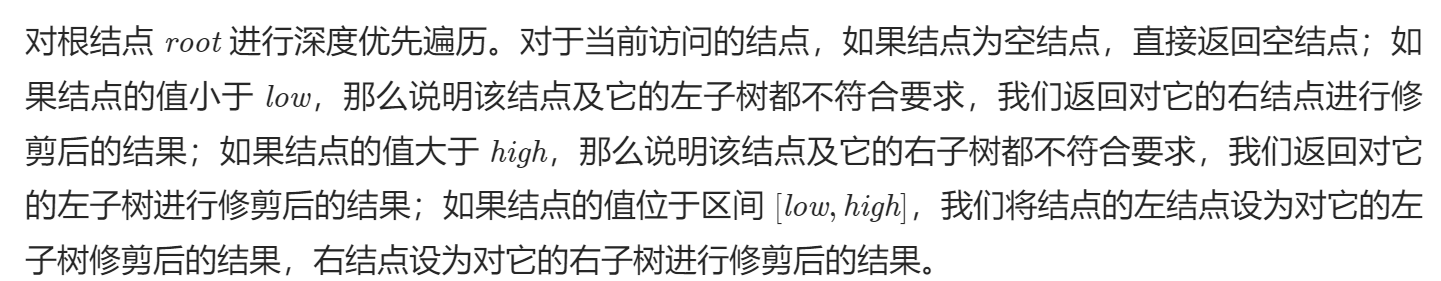 对根结点 root 进行深度优先遍历。对于当前访问的结点，如果结点为空结点，直接返回空结点；如
果结点的值小于 low，那么说明该结点及它的左子树都不符合要求，我们返回对它的右结点进行修
剪后的结果；如果结点的值大于 high，那么说明该结点及它的右子树都不符合要求，我们返回对它
的左子树进行修剪后的结果；如果结点的值位于区间 [low, high]，我们将结点的左结点设为对它的左
子树修剪后的结果，右结点设为对它的右子树进行修剪后的结果。